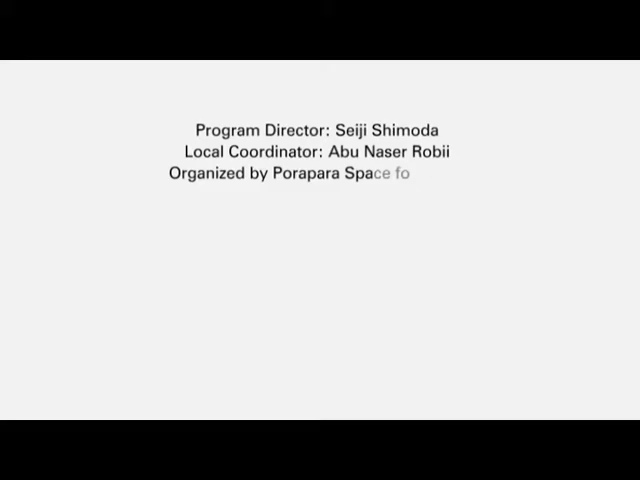 Program Director: Seiji Shimoda
Local Coordinator: Abu Naser Robii
Organized by Porapara Space fo